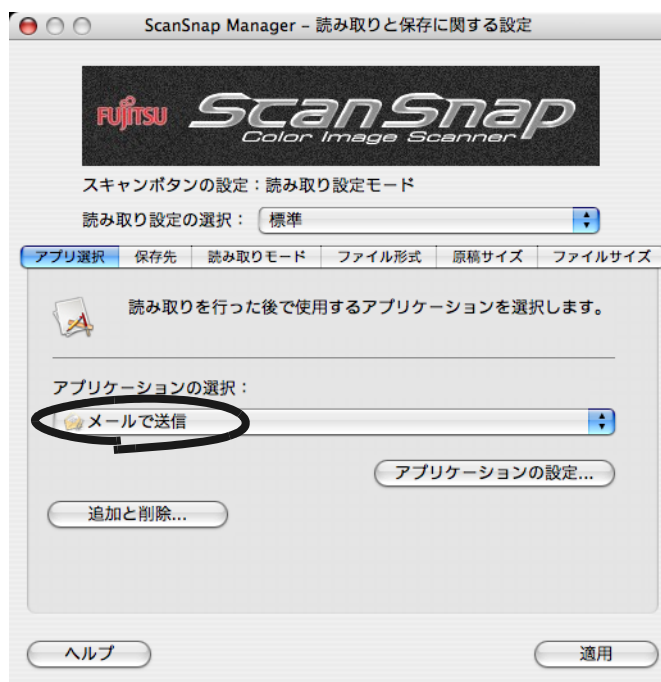 ScanSnap Manager – 読み取りと保存に関する設定
FUJITSU ScanSnap
Color Image Scanner
スキャンボタンの設定：読み取り設定モード
読み取り設定の選択： 標準
アプリ選択 保存先 読み取りモード ファイル形式 原稿サイズ ファイルサイズ
読み取りを行った後で使用するアプリケーションを選択します。
アプリケーションの選択：
メールで送信
アプリケーションの設定...
追加と削除...
ヘルプ 適用